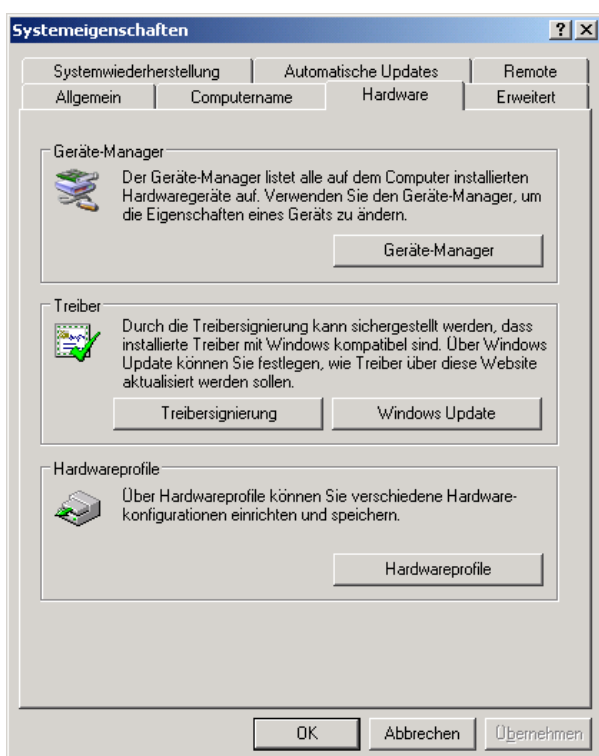 Systemeigenschaften
Systemwiederherstellung Automatische Updates Remote
Allgemein Computername Hardware Erweitert
Geräte-Manager
Der Geräte-Manager listet alle auf dem Computer installierten
Hardwaregeräte auf. Verwenden Sie den Geräte-Manager, um
die Eigenschaften eines Geräts zu ändern.
Geräte-Manager
Treiber
Durch die Treibersignierung kann sichergestellt werden, dass
installierte Treiber mit Windows kompatibel sind. Über Windows
Update können Sie festlegen, wie Treiber über diese Website
aktualisiert werden sollen.
Treibersignierung Windows Update
Hardwareprofile
Über Hardwareprofile können Sie verschiedene Hardware-
konfigurationen einrichten und speichern.
Hardwareprofile
OK Abbrechen Übernehmen